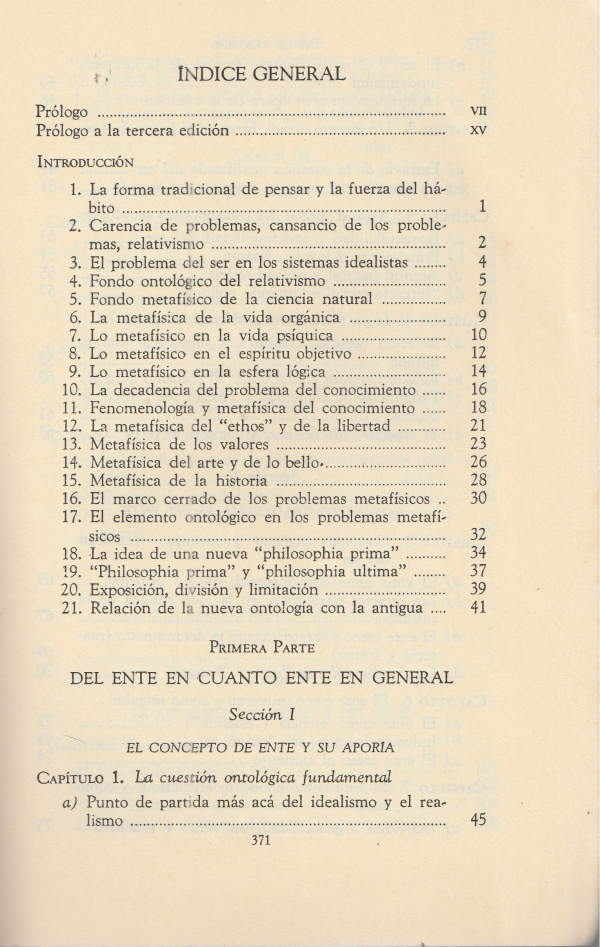 ÍNDICE GENERAL
Prólogo ........ VII
Prólogo a la tercera edición ........ XV
INTRODUCCIÓN
1. La forma tradicional de pensar y la fuerza del há-
bito ........ 1
2. Carencia de problemas, cansancio de los proble-
mas, relativismo ........ 2
3. El problema del ser en los sistemas idealistas ........ 4
4. Fondo ontológico del relativismo ........ 5
5. Fondo metafísico de la ciencia natural ........ 7
6. La metafísica de la vida orgánica ........ 9
7. Lo metafísico en la vida psíquica ........ 10
8. Lo metafísico en el espíritu objetivo ........ 12
9. Lo metafísico en la esfera lógica ........ 14
10. La decadencia del problema del conocimiento ...... 16
11. Fenomenología y metafísica del conocimiento ...... 18
12. La metafísica del "ethos" y de la libertad ........ 21
13. Metafísica de los valores ........ 23
14. Metafísica del arte y de lo bello ........ 26
15. Metafísica de la historia ........ 28
16. El marco cerrado de los problemas metafísicos .. 30
17. El elemento ontológico en los problemas metafí-
sicos ........ 32
18. La idea de una nueva "philosophia prima" ........ 34
19. "Philosophia prima" y "philosophia ultima" ........ 37
20. Exposición, división y limitación ........ 39
21. Relación de la nueva ontología con la antigua .... 41
PRIMERA PARTE
DEL ENTE EN CUANTO ENTE EN GENERAL
Sección I
EL CONCEPTO DE ENTE Y SU APORÍA
CAPÍTULO 1. La cuestión ontológica fundamental
a) Punto de partida más acá del idealismo y el rea-
lismo ........ 45
371